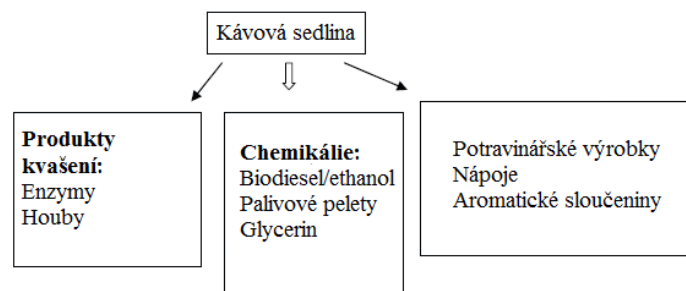 Kávová sedlina
Produkty
kvašení:
Enzymy
Houby
Chemikálie:
Biodiesel/ethanol
Palivové pelety
Glycerin
Potravinářské výrobky
Nápoje
Aromatické sloučeniny